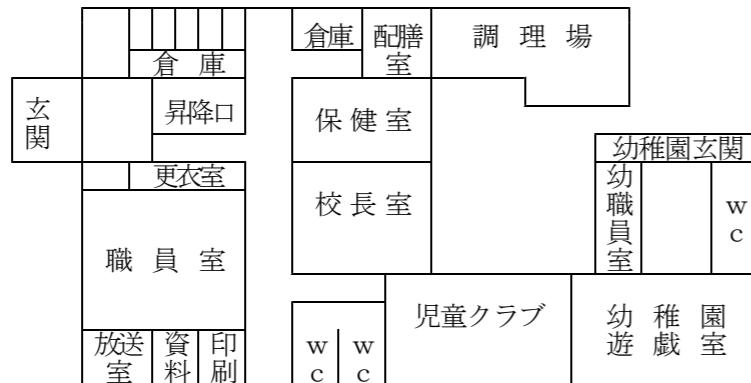 倉庫
配膳室
調理場
倉庫
玄関
昇降口
保健室
幼稚園玄関
更衣室
校長室
幼職員室
wc
職員室
児童クラブ
幼稚園遊戯室
放送室
資料
印刷
wc
wc